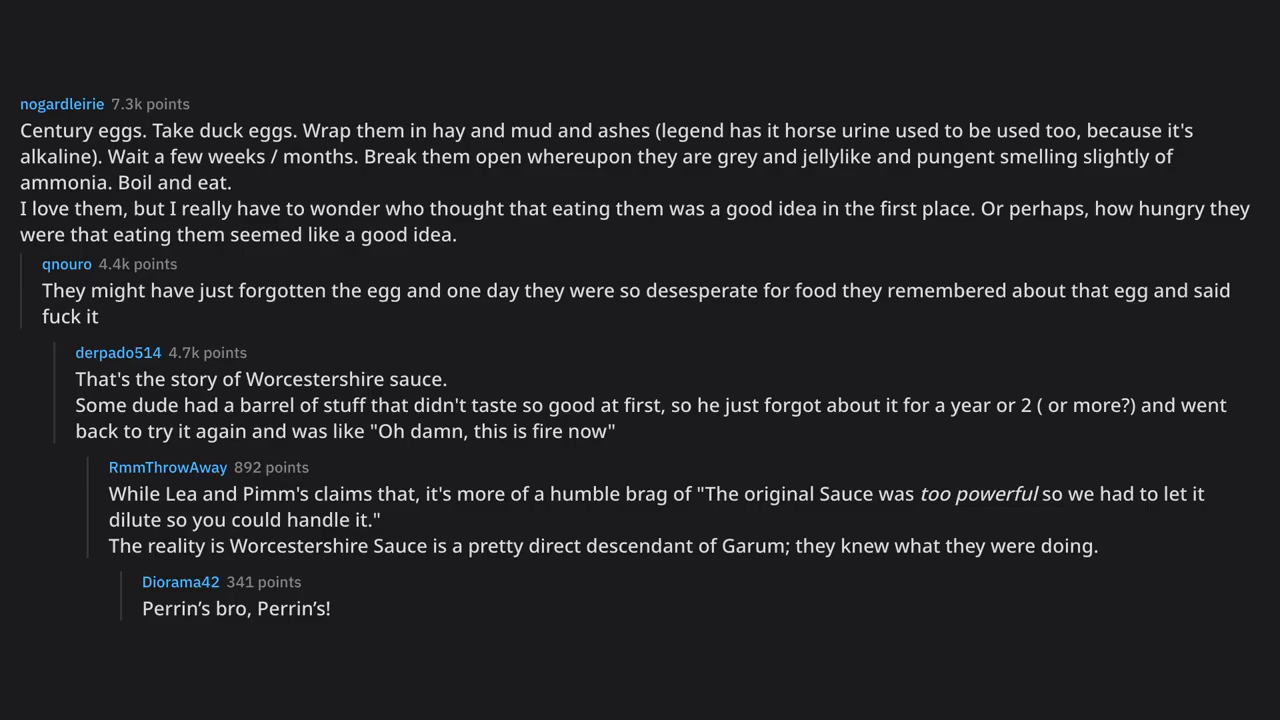 nogardleirie 7.3k points
Century eggs. Take duck eggs. Wrap them in hay and mud and ashes (legend has it horse urine used to be used too, because it's
alkaline). Wait a few weeks / months. Break them open whereupon they are grey and jellylike and pungent smelling slightly of
ammonia. Boil and eat.
I love them, but I really have to wonder who thought that eating them was a good idea in the first place. Or perhaps, how hungry they
were that eating them seemed like a good idea.
qnouro 4.4k points
They might have just forgotten the egg and one day they were so desesperate for food they remembered about that egg and said
fuck it
derpado514 4.7k points
That's the story of Worcestershire sauce.
Some dude had a barrel of stuff that didn't taste so good at first, so he just forgot about it for a year or 2 ( or more?) and went
back to try it again and was like "Oh damn, this is fire now"
RmmThrowAway 892 points
While Lea and Pimm's claims that, it's more of a humble brag of "The original Sauce was too powerful so we had to let it
dilute so you could handle it."
The reality is Worcestershire Sauce is a pretty direct descendant of Garum; they knew what they were doing.
Diorama42 341 points
Perrin’s bro, Perrin’s!